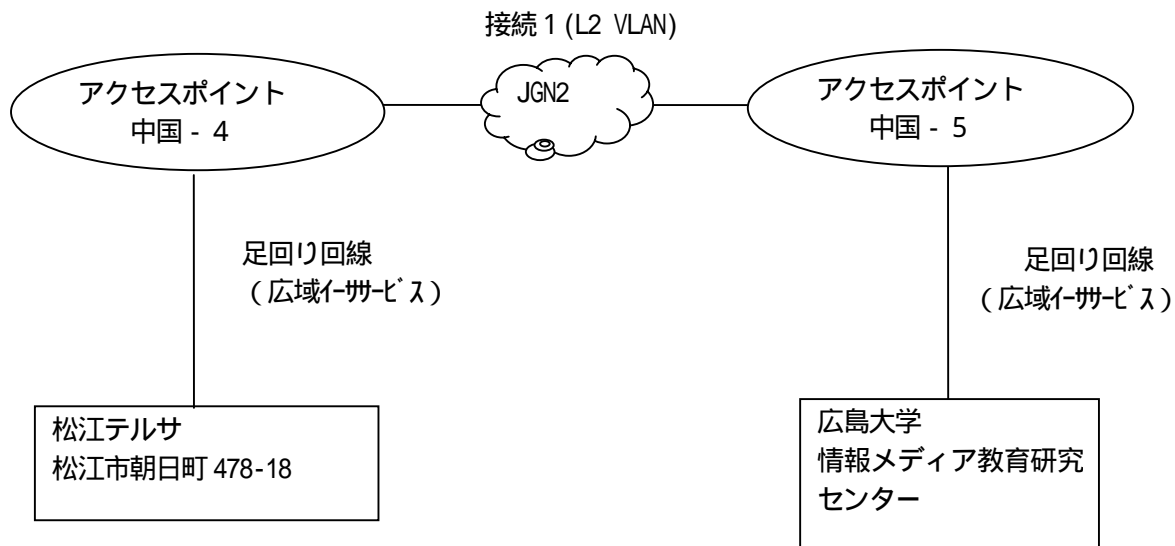 接続 1 (L2 VLAN)
アクセスポイント
中国 - 4
JGN2
アクセスポイント
中国 - 5
足回り回線
（広域ｲｰｻｻｰﾋﾞｽ）
足回り回線
（広域ｲｰｻｻｰﾋﾞｽ）
松江テルサ
松江市朝日町 478-18
広島大学
情報メディア教育研究
センター